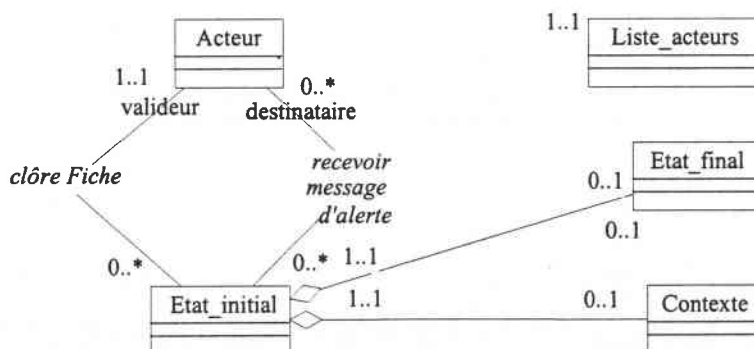 Acteur
1..1
Liste_acteurs
1..1
0..*
valideur
destinataire
clôre Fiche
recevoir
message
d'alerte
Etat_final
0..1
0..1
0..*
0..*
1..1
Etat_initial
1..1
0..1
Contexte